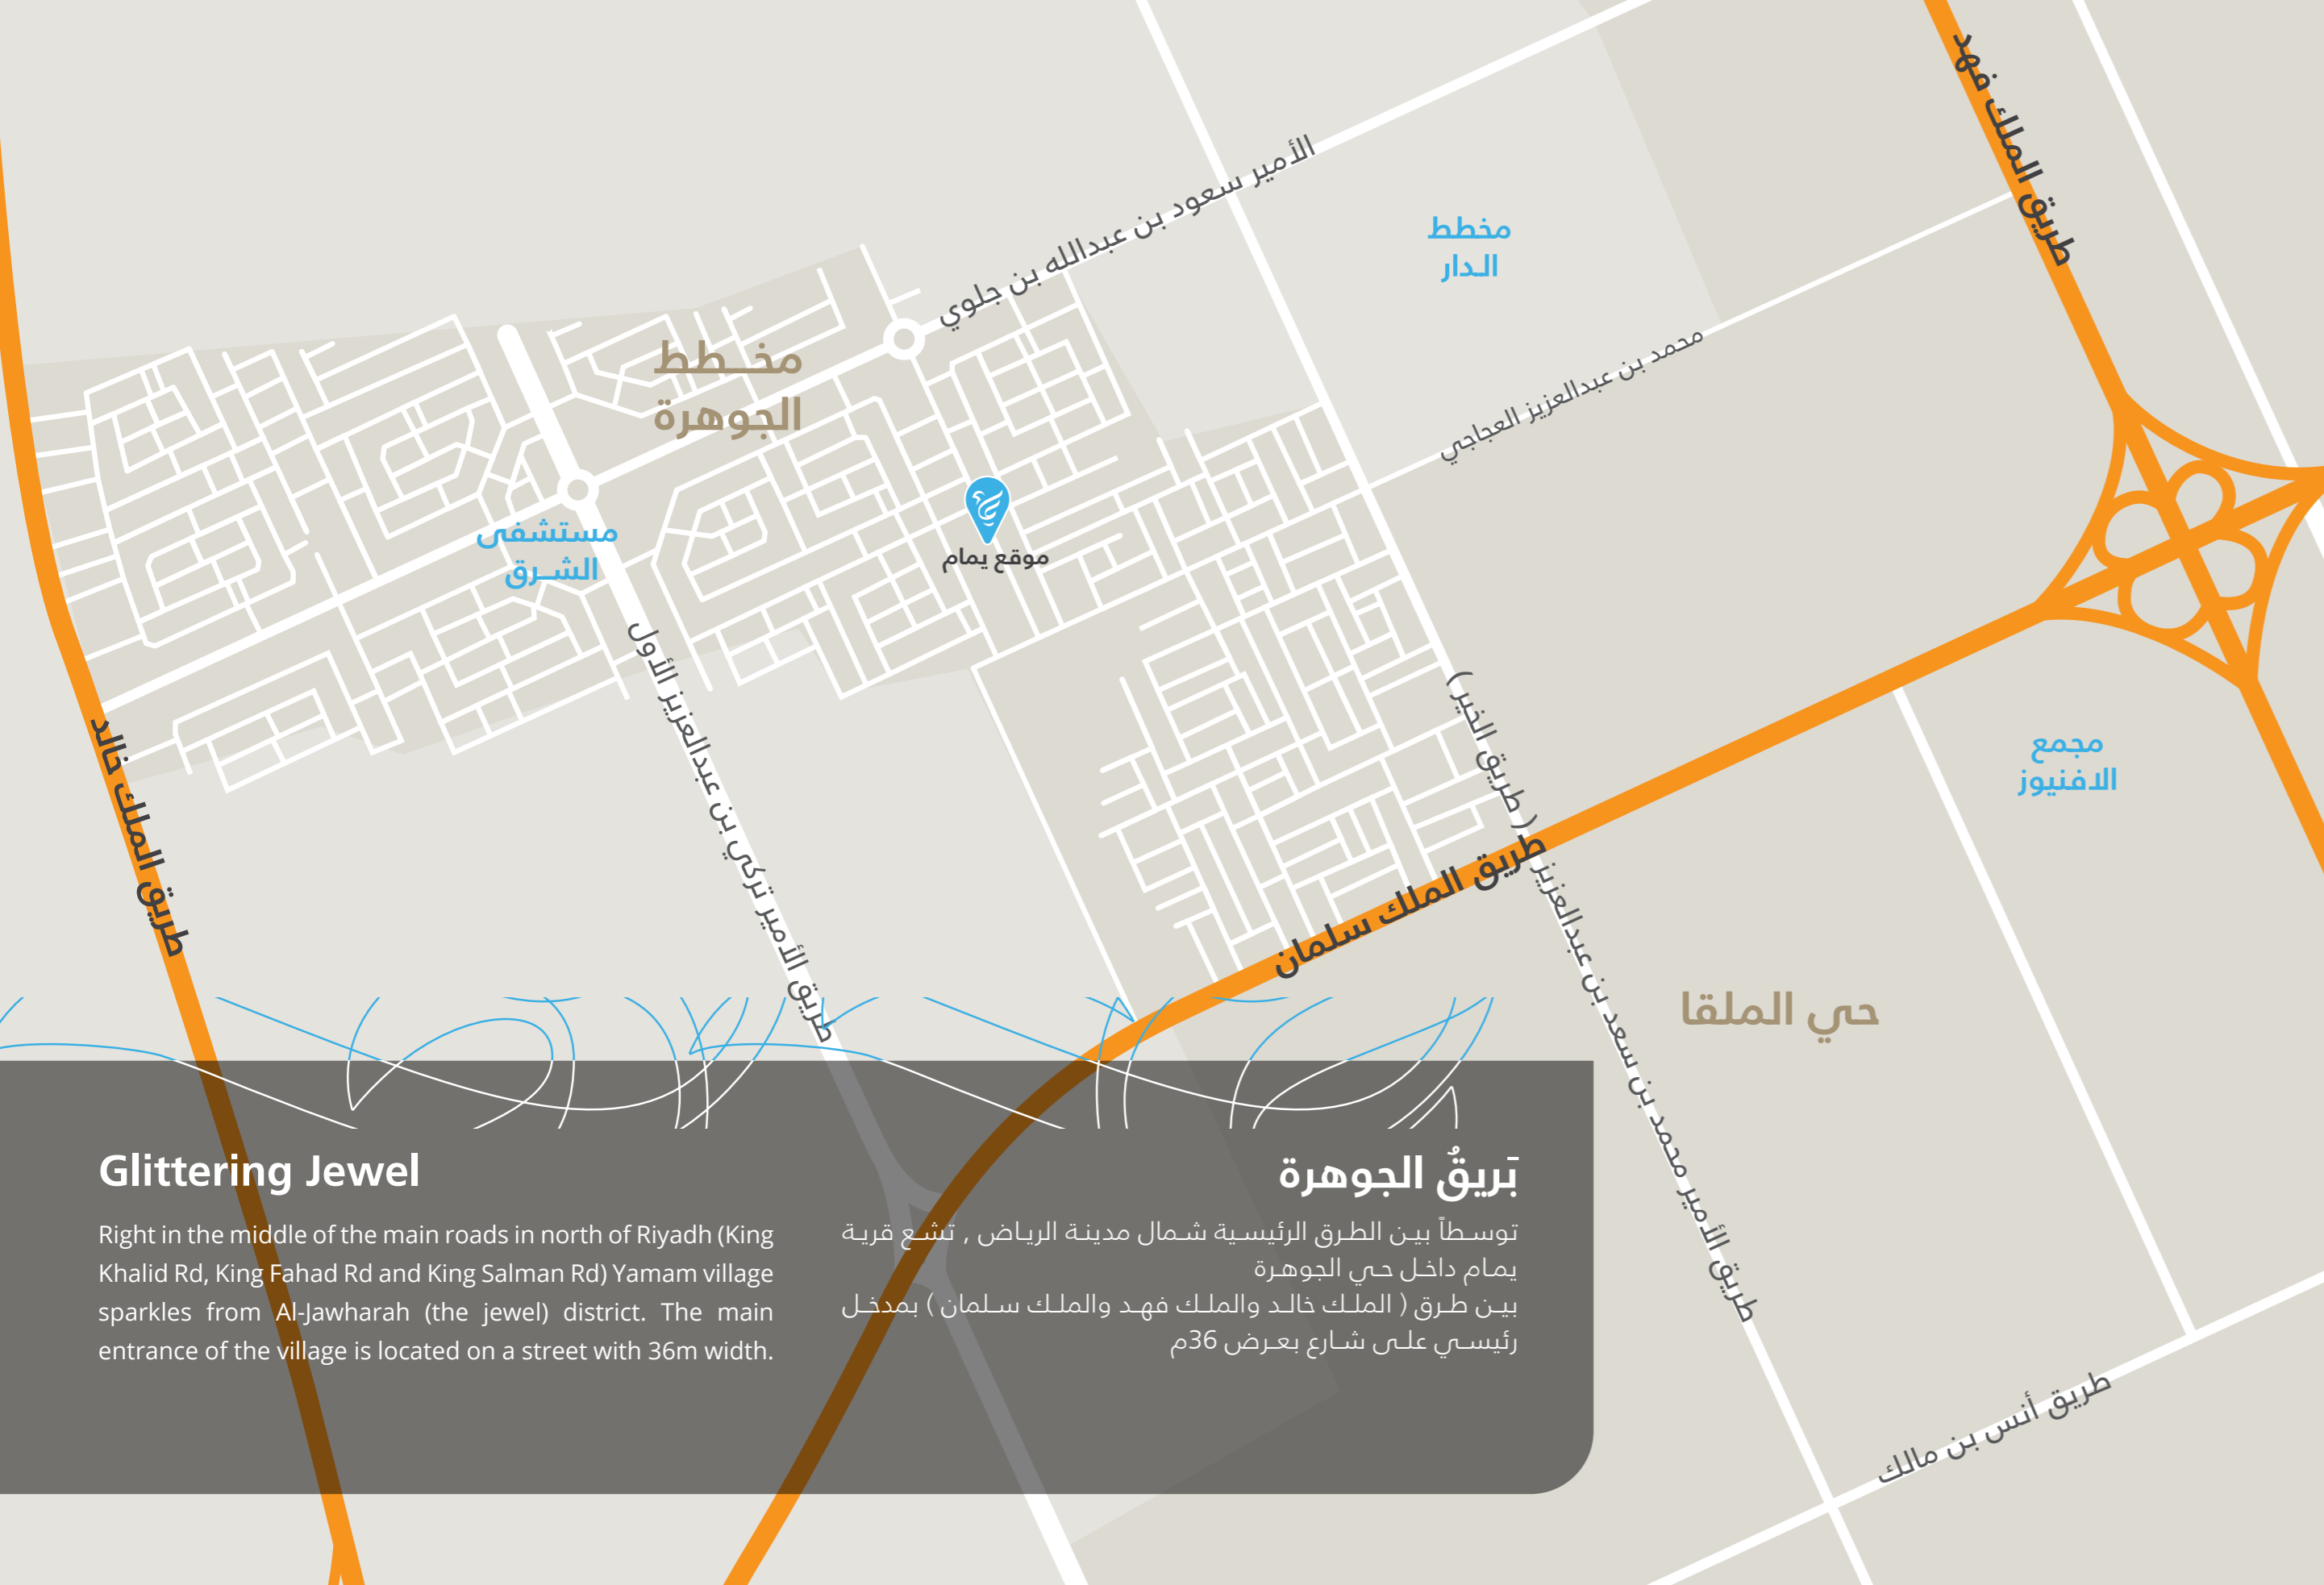 طريق الملك فهد
الأمير سعود بن عبدالله بن جلوي
مخطط
الدار
محمد بن عبدالعزيز العجاجي
مخطط
الجوهرة
مستشفى
الشرق
موقع يمام
طريق الأمير تركي بن عبدالعزيز الأول
طريق الملك خالد
طريق الأمير محمد بن سعد بن عبدالعزيز ( طريق الخير )
طريق الملك سلمان
مجمع
الافنيوز
حي الملقا
طريق أنس بن مالك
Glittering Jewel
Right in the middle of the main roads in north of Riyadh (King
Khalid Rd, King Fahad Rd and King Salman Rd) Yamam village
sparkles from Al-Jawharah (the jewel) district. The main
entrance of the village is located on a street with 36m width.
بَريقُ الجوهرة
توسطاً بين الطرق الرئيسية شمال مدينة الرياض , تشع قرية
يمام داخل حي الجوهرة
بين طرق ( الملك خالد والملك فهد والملك سلمان ) بمدخل
رئيسي على شارع بعرض 36م